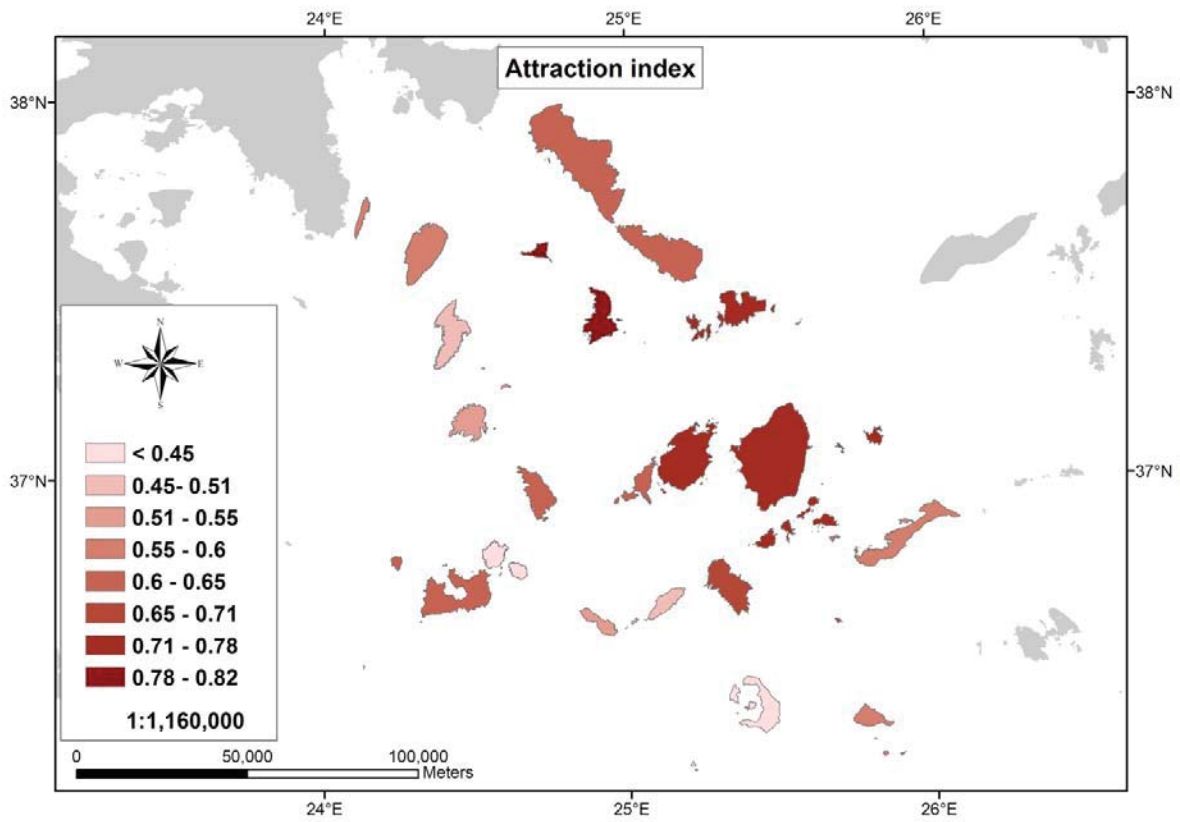 24°E 25°E 26°E
Attraction index
38°N 38°N
N
W E
S
< 0.45
37°N 37°N
0.45- 0.51
0.51 - 0.55
0.55 - 0.6
0.6 - 0.65
0.65 - 0.71
0.71 - 0.78
0.78 - 0.82
1:1,160,000
0 50,000 100,000
Meters
24°E 25°E 26°E